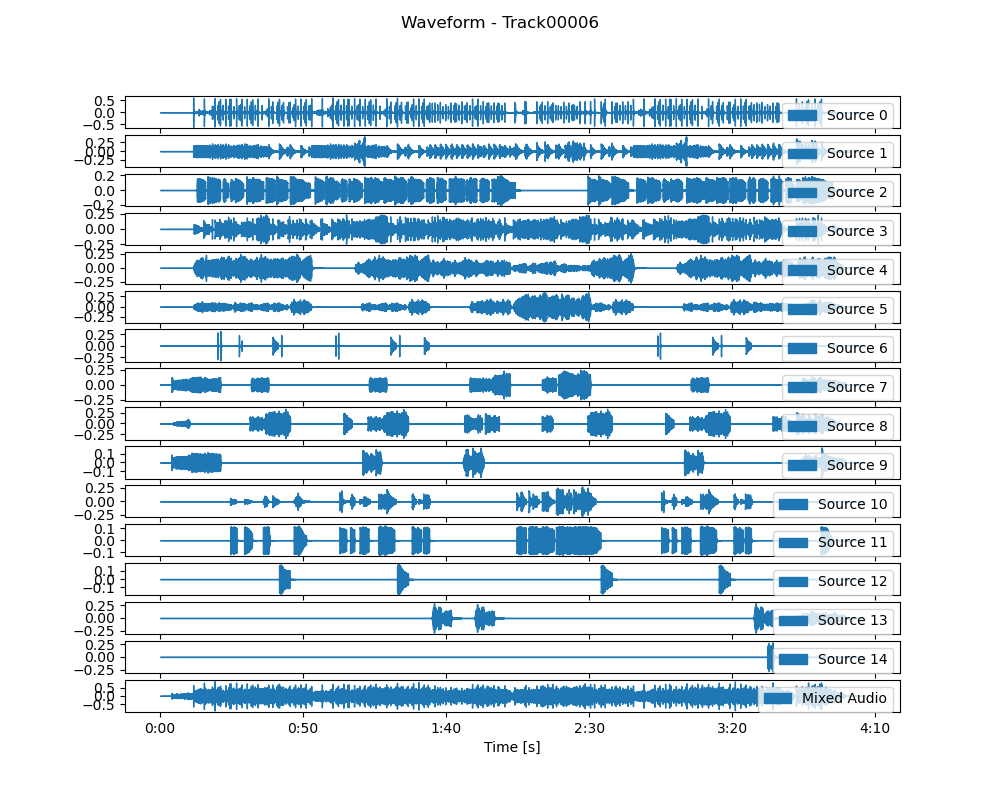 Waveform - Track00006
0.5
0.0
−0.5
Source 0
0.25
0.00
−0.25
Source 1
0.2
0.0
−0.2
Source 2
0.25
0.00
−0.25
Source 3
0.25
0.00
−0.25
Source 4
0.25
0.00
−0.25
Source 5
0.25
0.00
−0.25
Source 6
0.25
0.00
−0.25
Source 7
0.25
0.00
−0.25
Source 8
0.1
0.0
−0.1
Source 9
0.25
0.00
−0.25
Source 10
0.1
0.0
−0.1
Source 11
0.1
0.0
−0.1
Source 12
0.25
0.00
−0.25
Source 13
0.25
0.00
−0.25
Source 14
0.5
0.0
−0.5
Mixed Audio
0:00 0:50 1:40 2:30 3:20 4:10
Time [s]